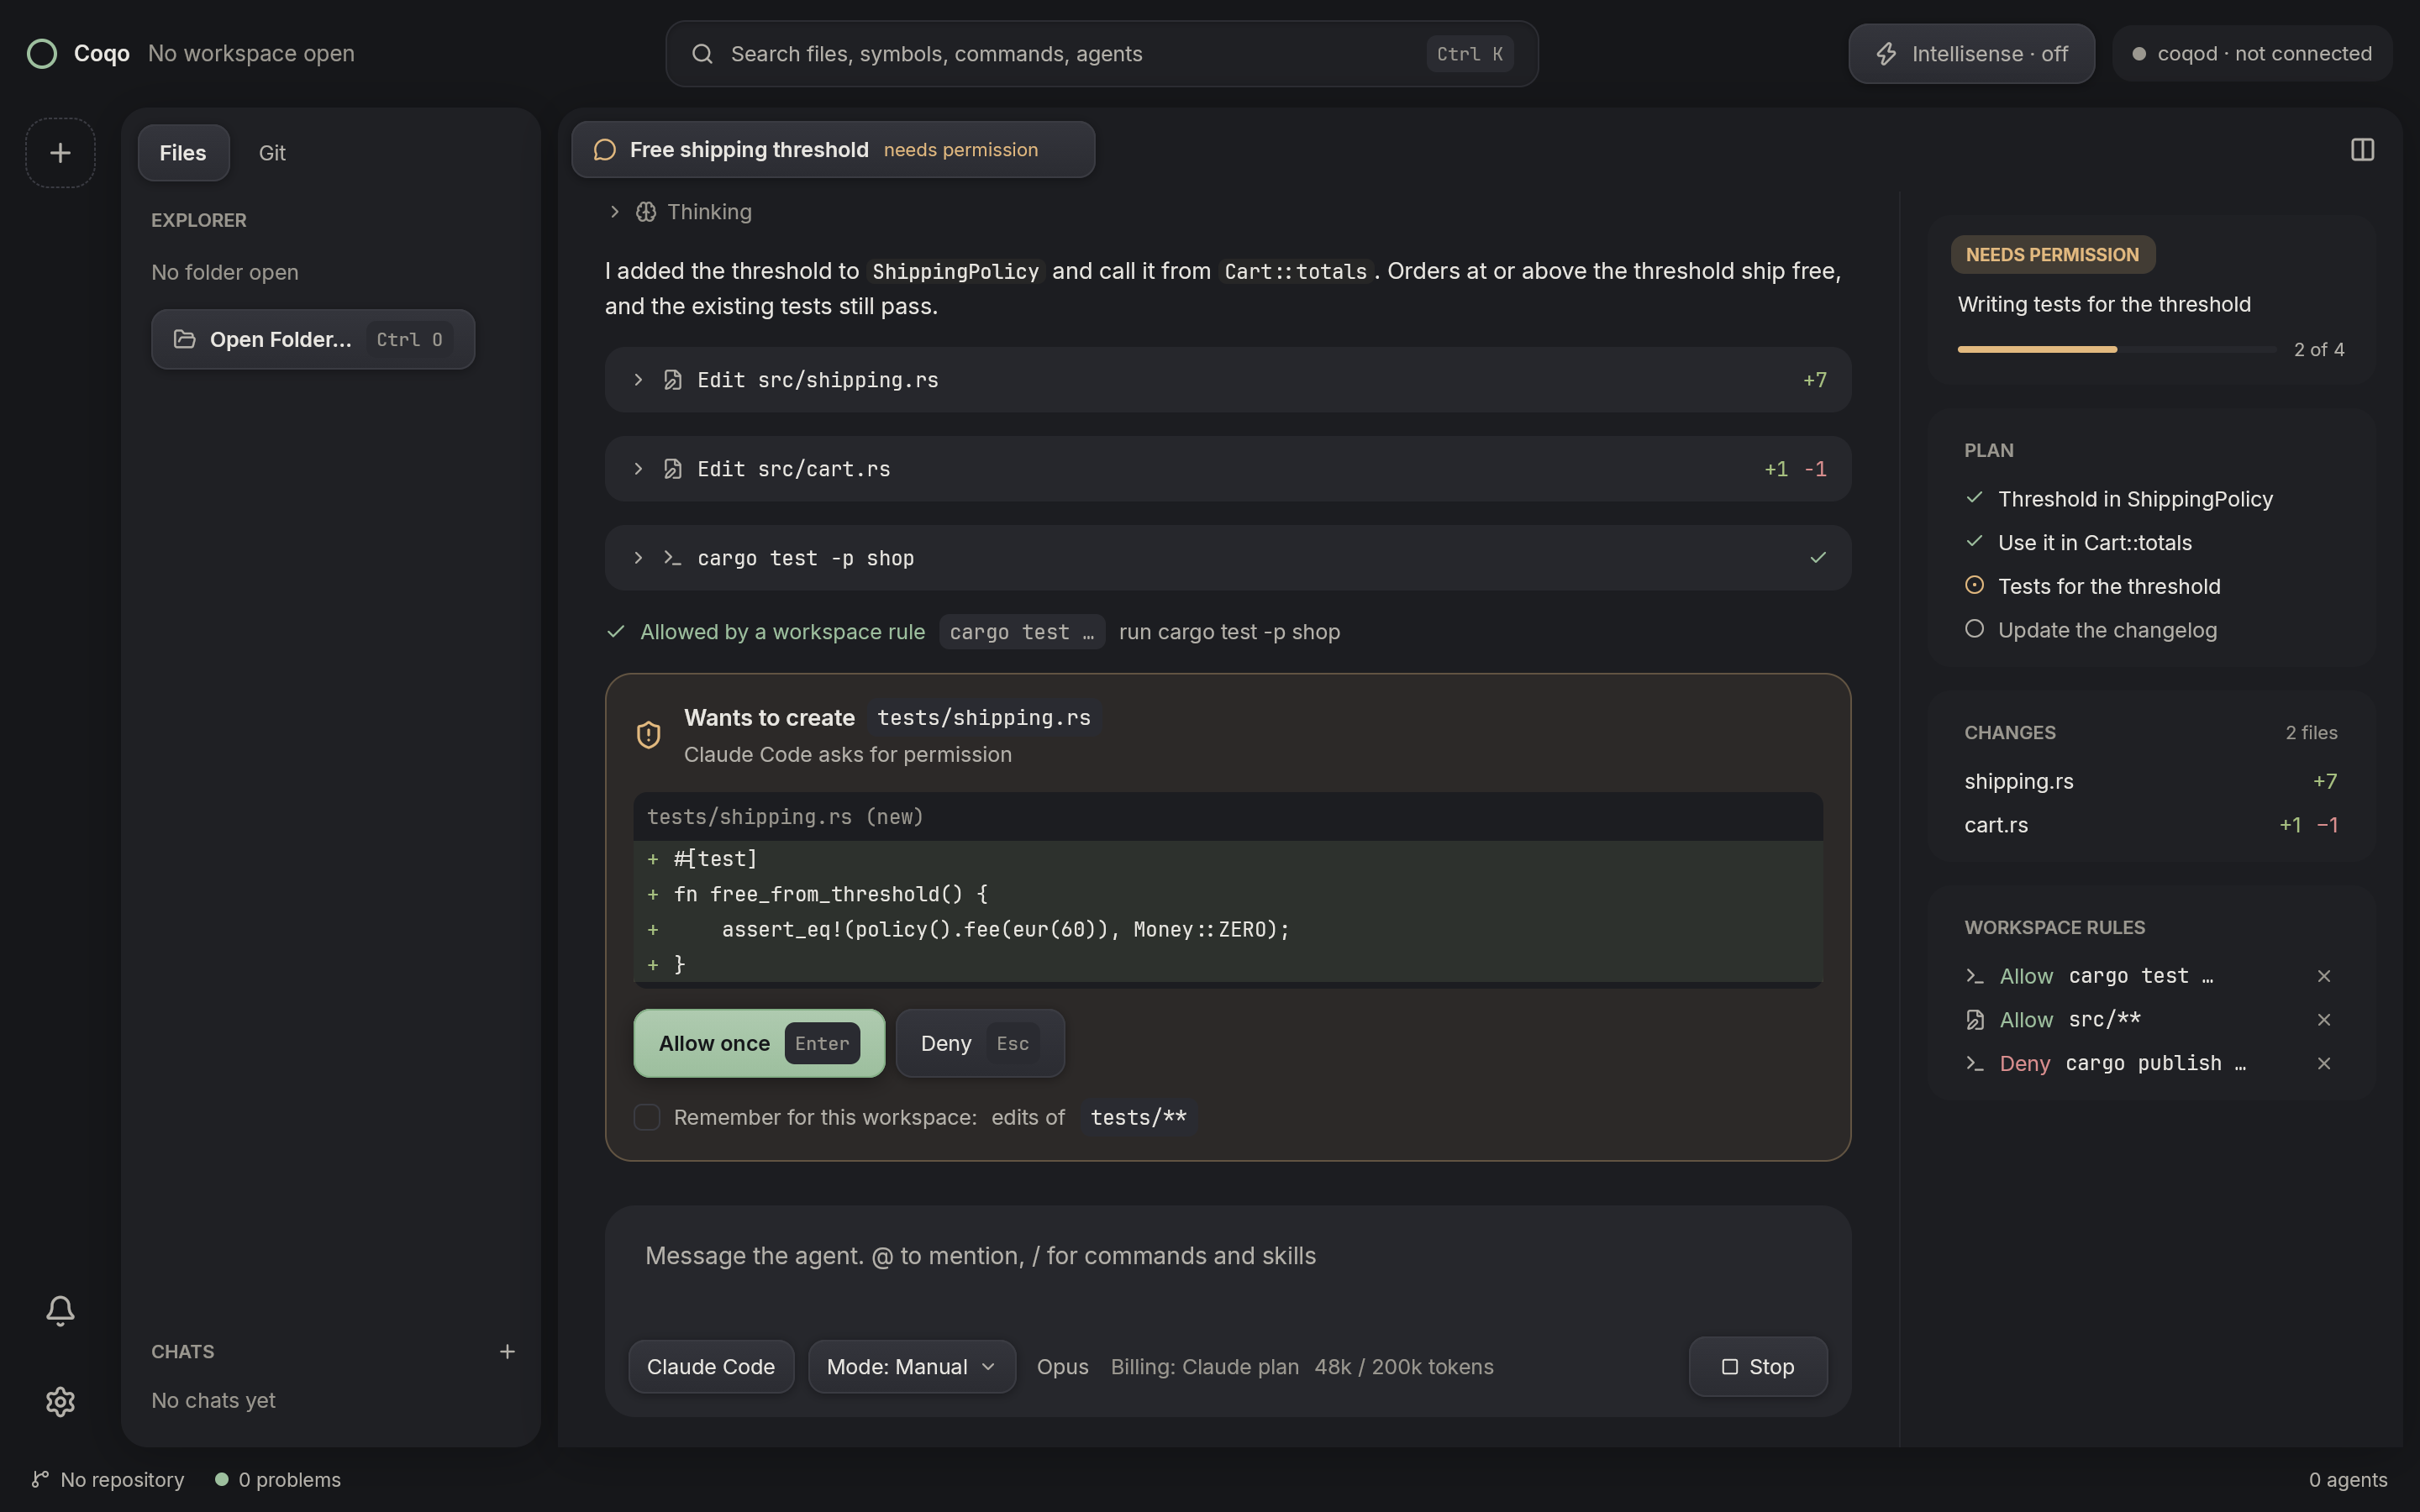 Coqo No workspace open
Search files, symbols, commands, agents Ctrl K
Intellisense · off
coqod · not connected
Files Git
EXPLORER
No folder open
Open Folder... Ctrl O
CHATS
No chats yet
Free shipping threshold needs permission
Thinking
I added the threshold to ShippingPolicy and call it from Cart::totals. Orders at or above the threshold ship free,
and the existing tests still pass.
Edit src/shipping.rs +7
Edit src/cart.rs +1 -1
cargo test -p shop
Allowed by a workspace rule cargo test … run cargo test -p shop
Wants to create tests/shipping.rs
Claude Code asks for permission
tests/shipping.rs (new)
+ #[test]
+ fn free_from_threshold() {
+     assert_eq!(policy().fee(eur(60)), Money::ZERO);
+ }
Allow once Enter Deny Esc
Remember for this workspace: edits of tests/**
Message the agent. @ to mention, / for commands and skills
Claude Code Mode: Manual Opus Billing: Claude plan 48k / 200k tokens Stop
NEEDS PERMISSION
Writing tests for the threshold
2 of 4
PLAN
Threshold in ShippingPolicy
Use it in Cart::totals
Tests for the threshold
Update the changelog
CHANGES 2 files
shipping.rs +7
cart.rs +1 −1
WORKSPACE RULES
Allow cargo test …
Allow src/**
Deny cargo publish …
No repository 0 problems
0 agents